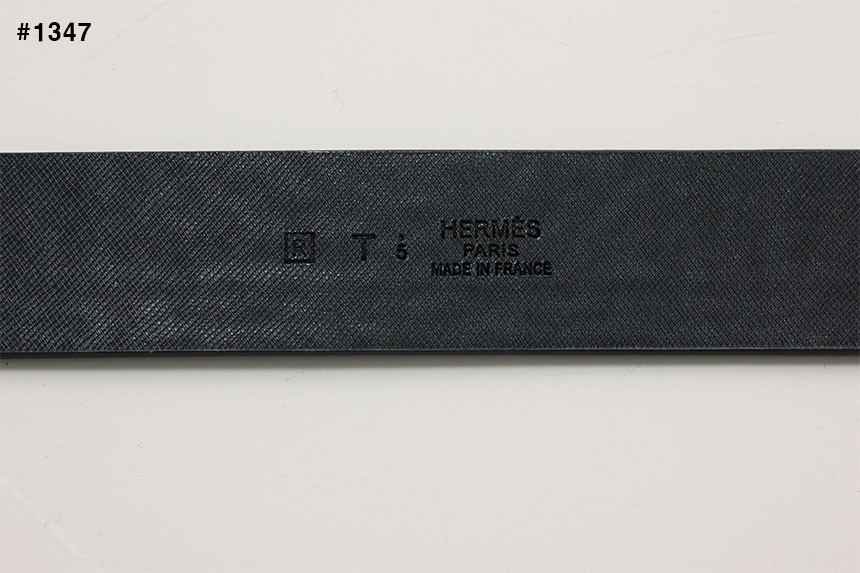 #1347
R T 5
HERMÈS
PARIS
MADE IN FRANCE